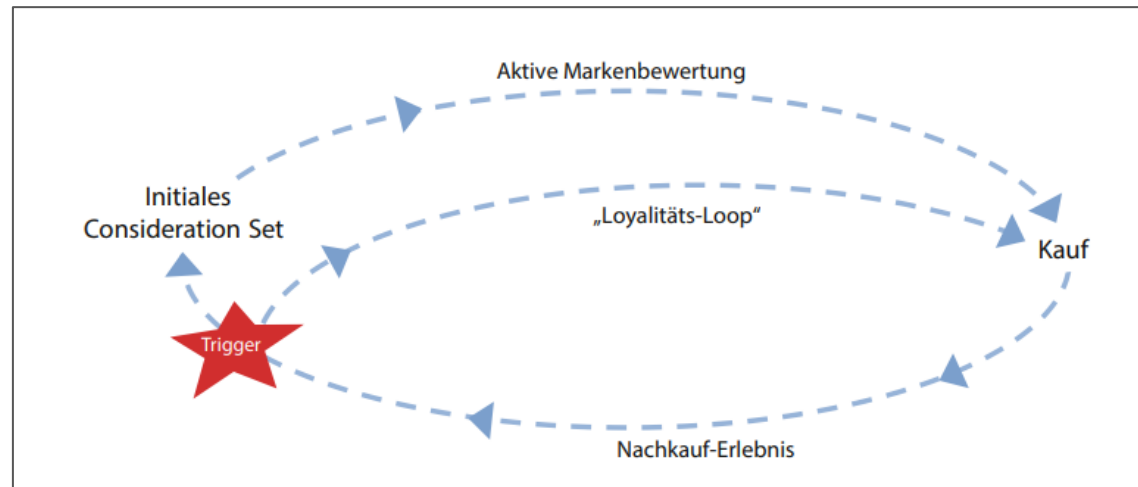 Aktive Markenbewertung
Initiales
Consideration Set
„Loyalitäts-Loop“
Kauf
Trigger
Nachkauf-Erlebnis